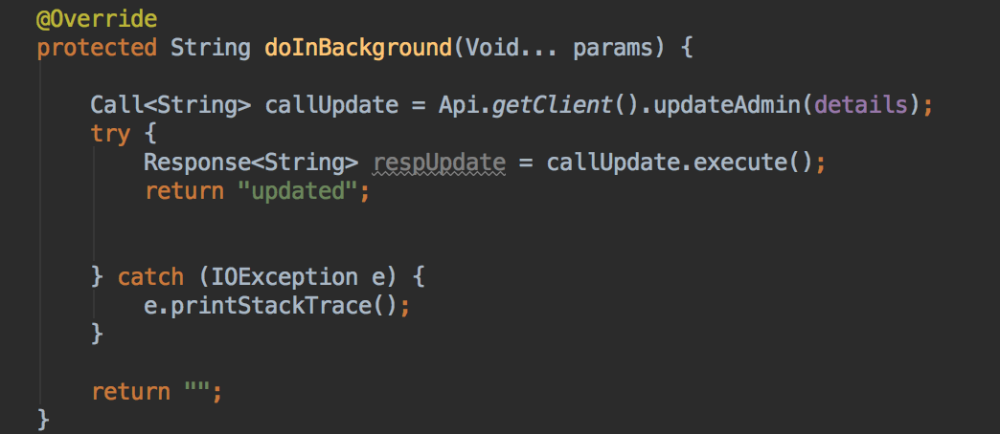 @Override
protected String doInBackground(Void... params) {
Call<String> callUpdate = Api.getClient().updateAdmin(details);
try {
Response<String> respUpdate = callUpdate.execute();
return "updated";
} catch (IOException e) {
e.printStackTrace();
}
return "";
}